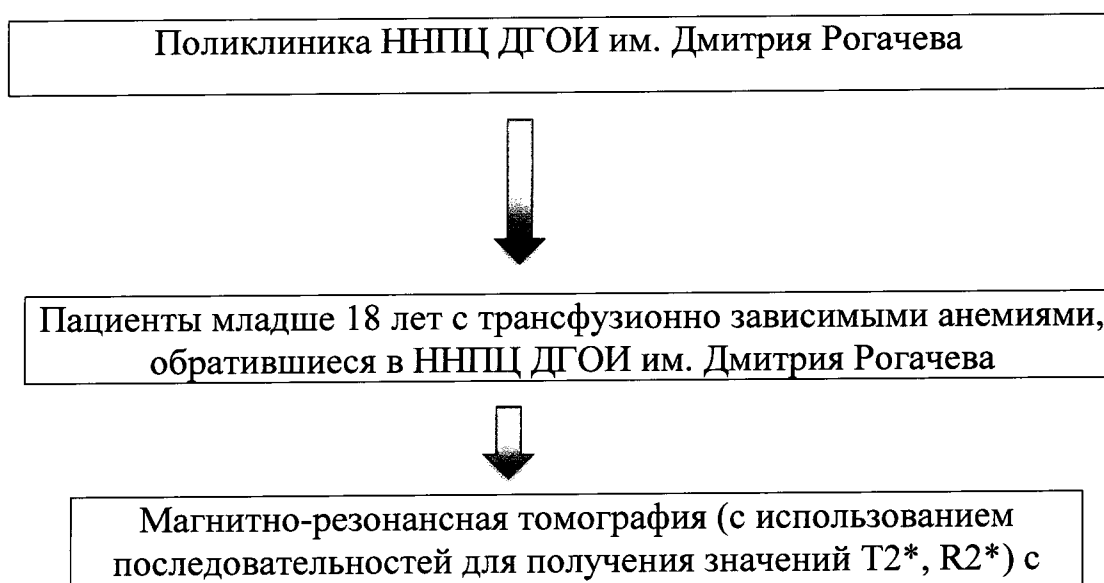 Поликлиника ННПЦ ДГОИ им. Дмитрия Рогачева
Пациенты младше 18 лет с трансфузионно зависимыми анемиями,
обратившиеся в ННПЦ ДГОИ им. Дмитрия Рогачева
Магнитно-резонансная томография (с использованием
последовательностей для получения значений T2*, R2*) с